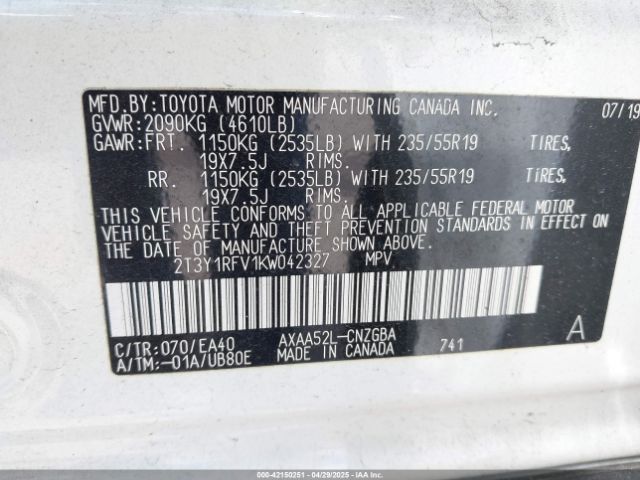 MFD.BY:TOYOTA MOTOR MANUFACTURING CANADA INC. 07/19
GVWR:2090KG (4610LB)
GAWR:FRT. 1150KG (2535LB) WITH 235/55R19 TIRES,
19X7.5J RIMS.
RR. 1150KG (2535LB) WITH 235/55R19 TIRES,
19X7.5J RIMS.
THIS VEHICLE CONFORMS TO ALL APPLICABLE FEDERAL MOTOR
VEHICLE SAFETY AND THEFT PREVENTION STANDARDS IN EFFECT ON
THE DATE OF MANUFACTURE SHOWN ABOVE.
2T3Y1RFV1KW042327 MPV
C/TR:070/EA40 AXAA52L-CNZGBA A
A/TM:-01A/UB80E MADE IN CANADA 741
000-42150251 - 04/29/2025 - IAAI.COM